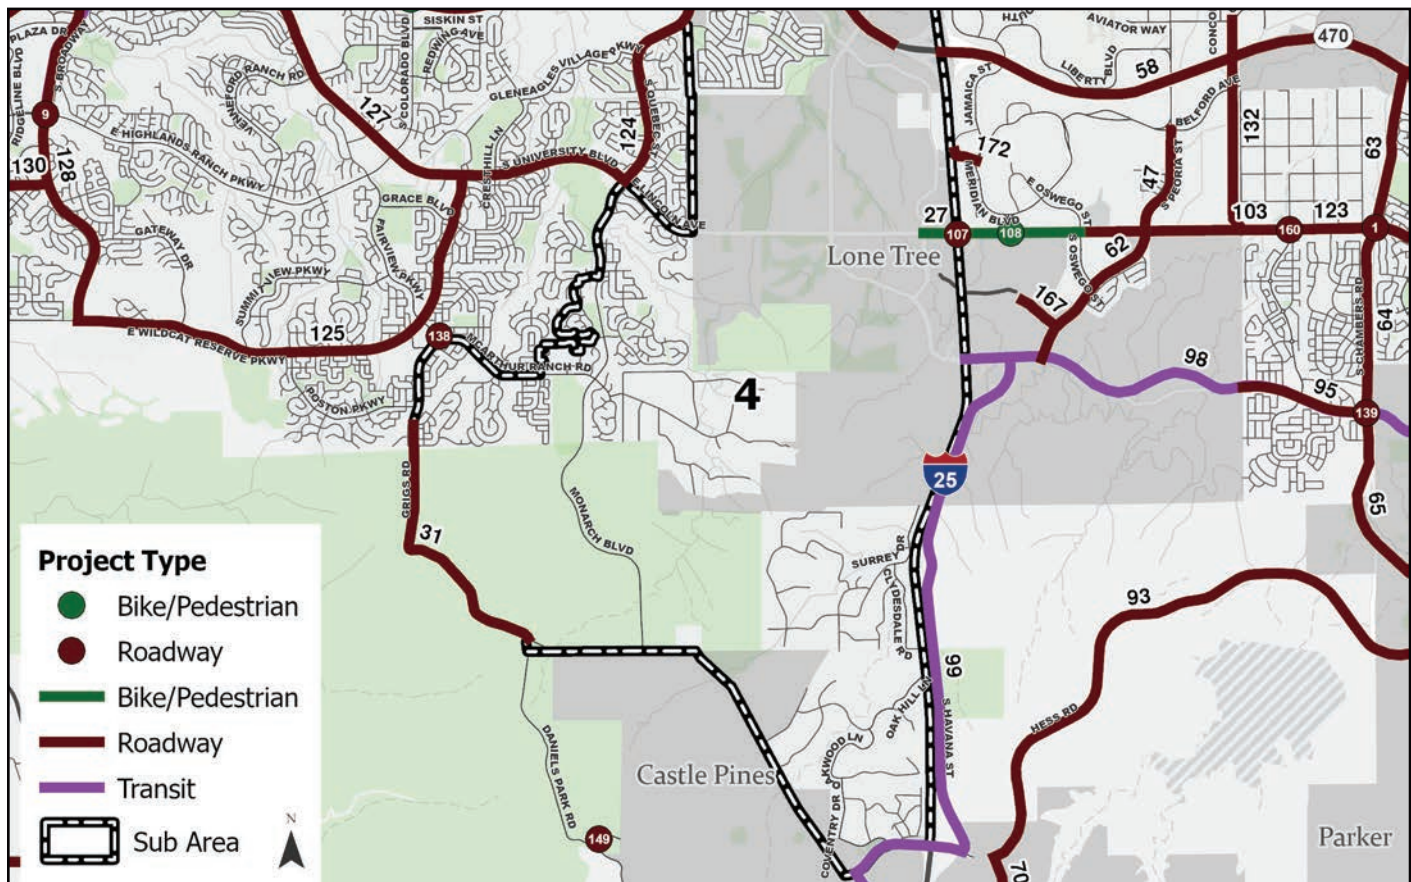 PLAZA DR
RIDGELINE BLVD
S BROADWAY
9
130
128
VENNEFORD RANCH RD
E HIGHLANDS RANCH PKWY
127
S COLORADO BLVD
SISKIN ST
REDWING AVE
GLENEAGLES VILLAGE PKWY
S QUEBEC S
124
CRESTHILL LN
S UNIVERSITY BLVD
GRACE BLVD
FAIRVIEW PKWY
GATEWAY DR
SUMMIT VIEW PKWY
E LINCOLN AVE
125
E WILDCAT RESERVE PKWY
138
MCARTHUR RANCH RD
POSTON PKWY
GRIGS RD
31
MONARCH BLVD
4
AVIATOR WAY
LIBERTY BLVD
58
470
CONCO
JAMAICA ST
BELFORD AVE
132
63
172
MERIDIAN BLVD
E OSWEGO ST
47
S PEORIA ST
27
107
108
103
160
123
1
Lone Tree
S OSWEGO ST
62
167
98
95
S CHAMBERS RD
64
139
65
25
SURREY DR
CLYDESDALE RD
OAK HILL LN
S HAVANA ST
99
93
HESS RD
70
KWOOD LN
COVENTRY DR
Castle Pines
DANIELS PARK RD
149
Parker
Project Type
Bike/Pedestrian
Roadway
Bike/Pedestrian
Roadway
Transit
Sub Area
N